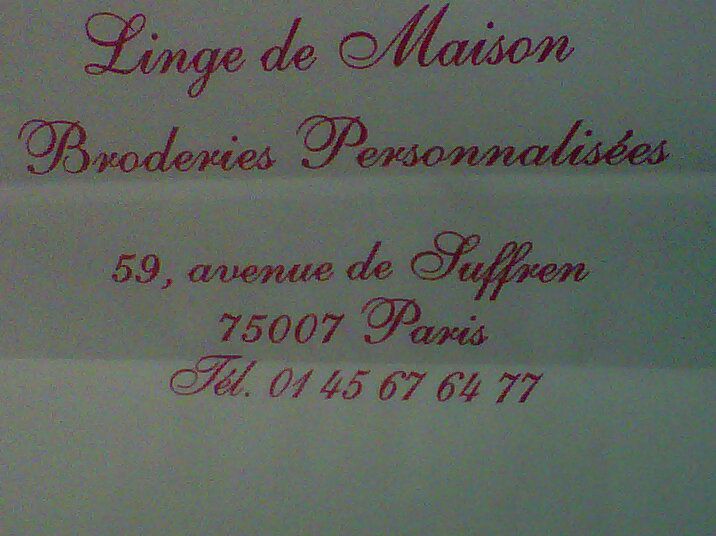 Linge de Maison
Broderies Personnalisées
59, avenue de Suffren
75007 Paris
Tél. 01 45 67 64 77